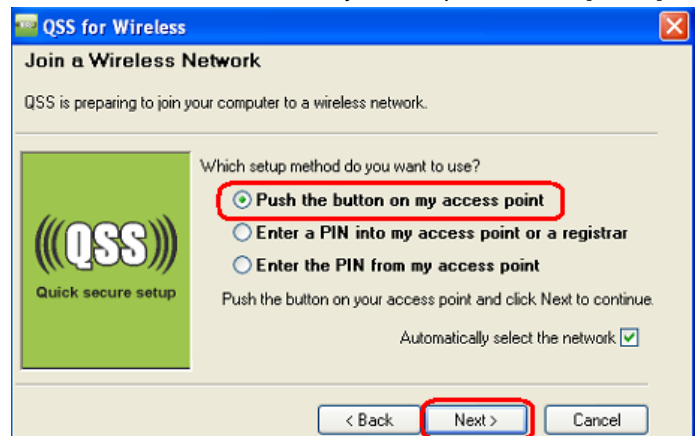 QSS for Wireless
Join a Wireless Network
QSS is preparing to join your computer to a wireless network.
Which setup method do you want to use?
Push the button on my access point
Enter a PIN into my access point or a registrar
Enter the PIN from my access point
(((QSS)))
Quick secure setup
Push the button on your access point and click Next to continue.
Automatically select the network
< Back
Next >
Cancel